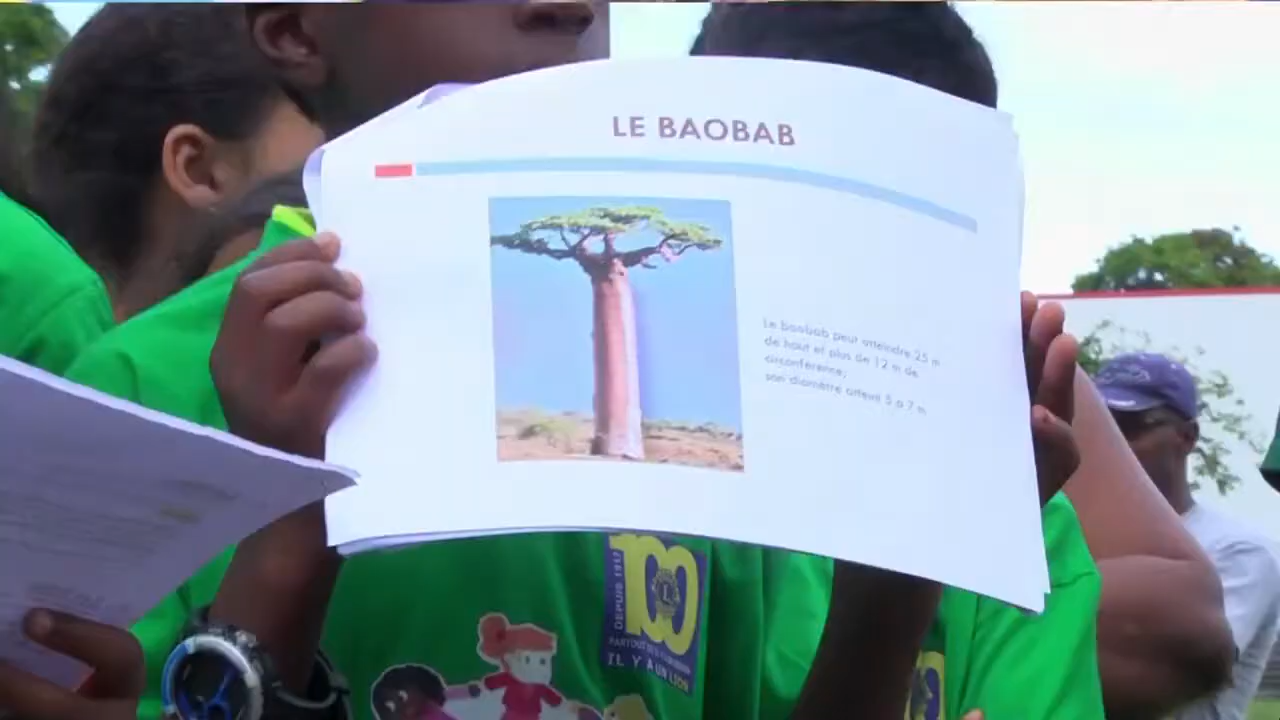 LE BAOBAB
Le baobab peut atteindre 25 m
de haut et plus de 12 m de
circonférence;
son diamètre atteint 5 à 7 m
DEPUIS 1917
100
L
PARTOUT
IL Y A UN LION